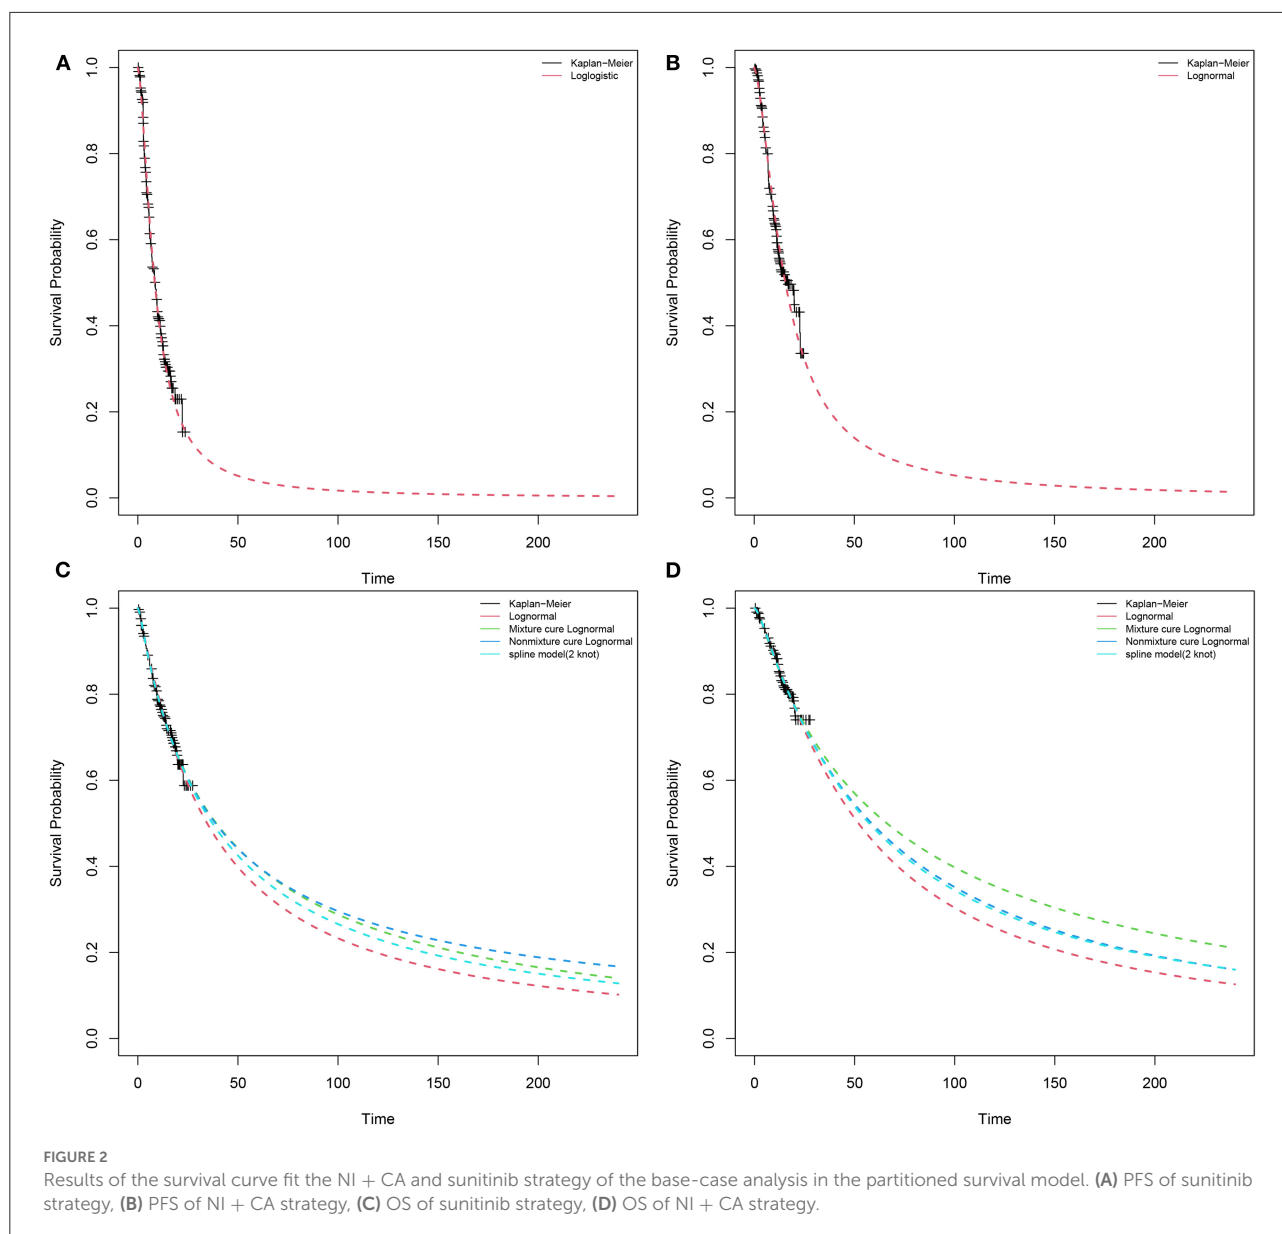 A
Kaplan−Meier
Loglogistic
Survival Probability
0.0 0.2 0.4 0.6 0.8 1.0
0 50 100 150 200
Time
B
Kaplan−Meier
Lognormal
Survival Probability
0.0 0.2 0.4 0.6 0.8 1.0
0 50 100 150 200
Time
C
Kaplan−Meier
Lognormal
Mixture cure Lognormal
Nonmixture cure Lognormal
spline model(2 knot)
Survival Probability
0.0 0.2 0.4 0.6 0.8 1.0
0 50 100 150 200
Time
D
Kaplan−Meier
Lognormal
Mixture cure Lognormal
Nonmixture cure Lognormal
spline model(2 knot)
Survival Probability
0.0 0.2 0.4 0.6 0.8 1.0
0 50 100 150 200
Time
FIGURE 2
Results of the survival curve fit the NI + CA and sunitinib strategy of the base-case analysis in the partitioned survival model. (A) PFS of sunitinib
strategy, (B) PFS of NI + CA strategy, (C) OS of sunitinib strategy, (D) OS of NI + CA strategy.